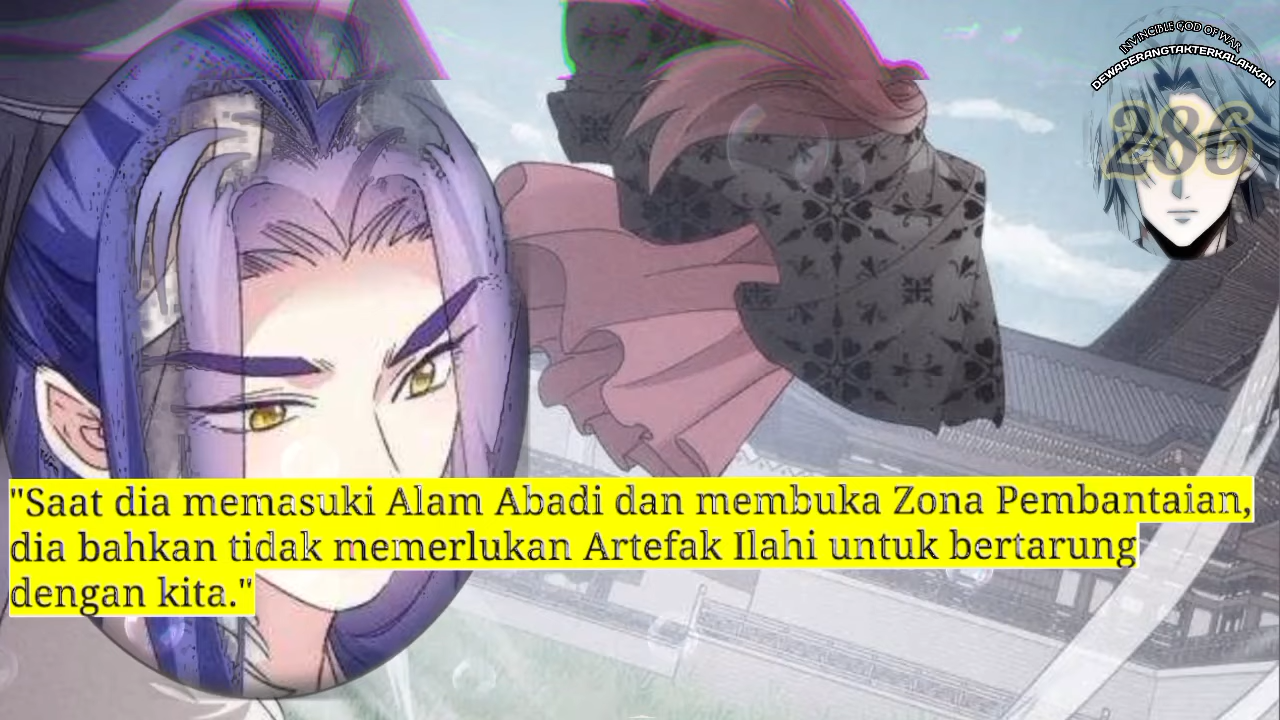 INVINCIBLE GOD OF WAR
DEWAPERANGTAKTERKALAHKAN
286
"Saat dia memasuki Alam Abadi dan membuka Zona Pembantaian,
dia bahkan tidak memerlukan Artefak Ilahi untuk bertarung
dengan kita."